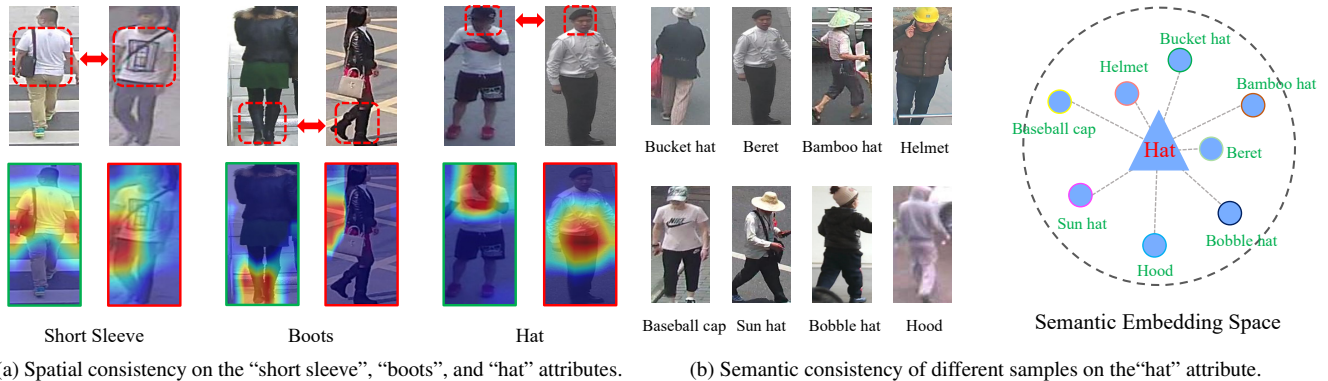 Short Sleeve
Boots
Hat
(a) Spatial consistency on the “short sleeve”, “boots”, and “hat” attributes.
Bucket hat
Beret
Bamboo hat
Helmet
Baseball cap
Sun hat
Bobble hat
Hood
Bucket hat
Helmet
Bamboo hat
Baseball cap
Hat
Beret
Sun hat
Bobble hat
Hood
Semantic Embedding Space
(b) Semantic consistency of different samples on the“hat” attribute.